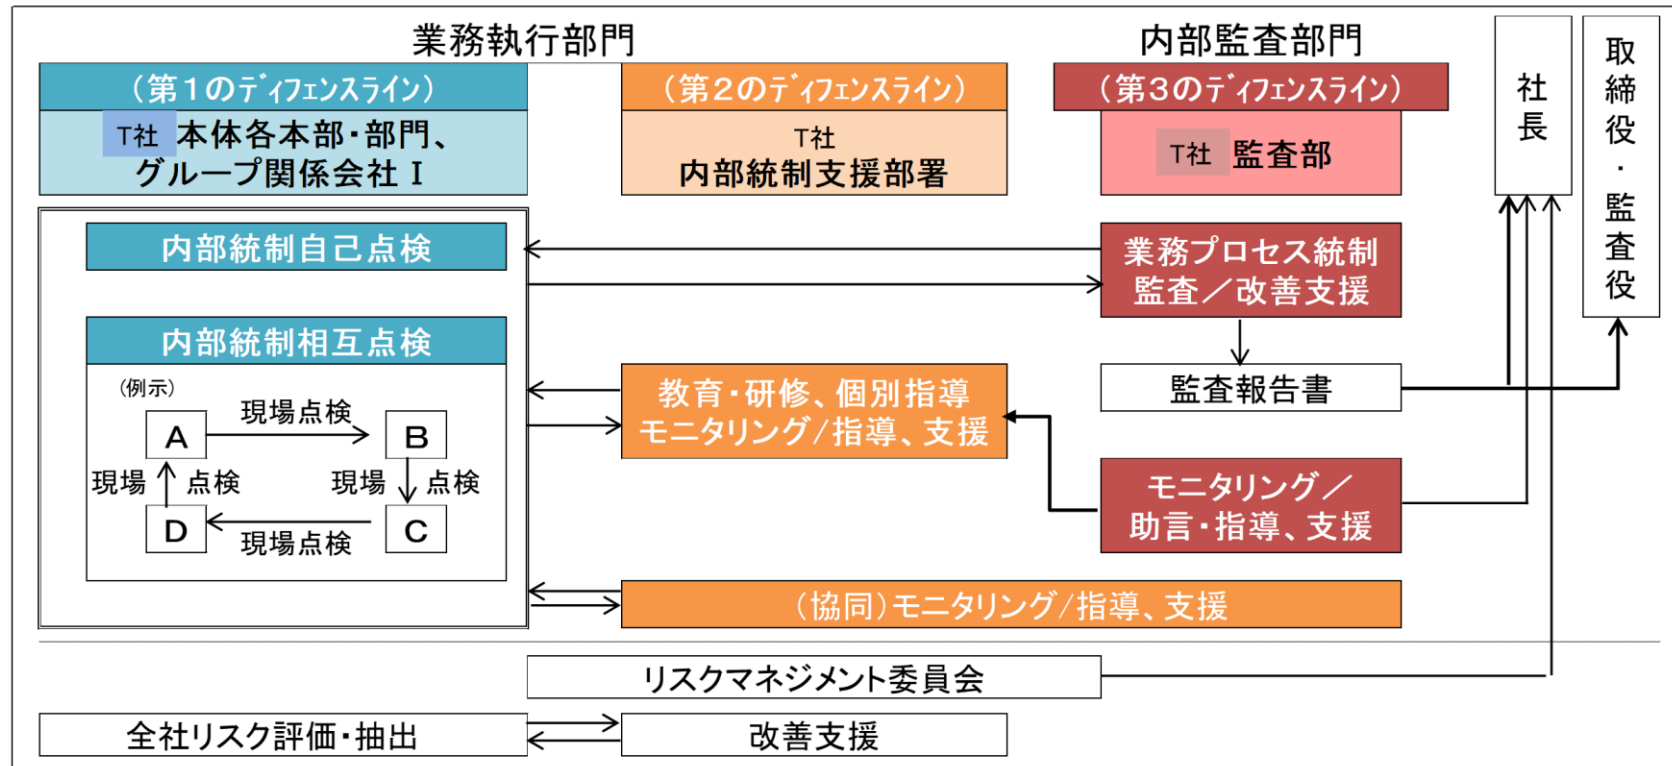 業務執行部門
内部監査部門
(第1のディフェンスライン)
(第2のディフェンスライン)
(第3のディフェンスライン)
T社 本体各本部・部門、
グループ関係会社 I
T社
内部統制支援部署
T社 監査部
社長
取締役・監査役
内部統制自己点検
業務プロセス統制
監査／改善支援
内部統制相互点検
(例示)
A
現場点検
B
現場 点検
現場 点検
D
現場点検
C
教育・研修、個別指導
モニタリング/指導、支援
監査報告書
モニタリング／
助言・指導、支援
(協同)モニタリング/指導、支援
リスクマネジメント委員会
全社リスク評価・抽出
改善支援